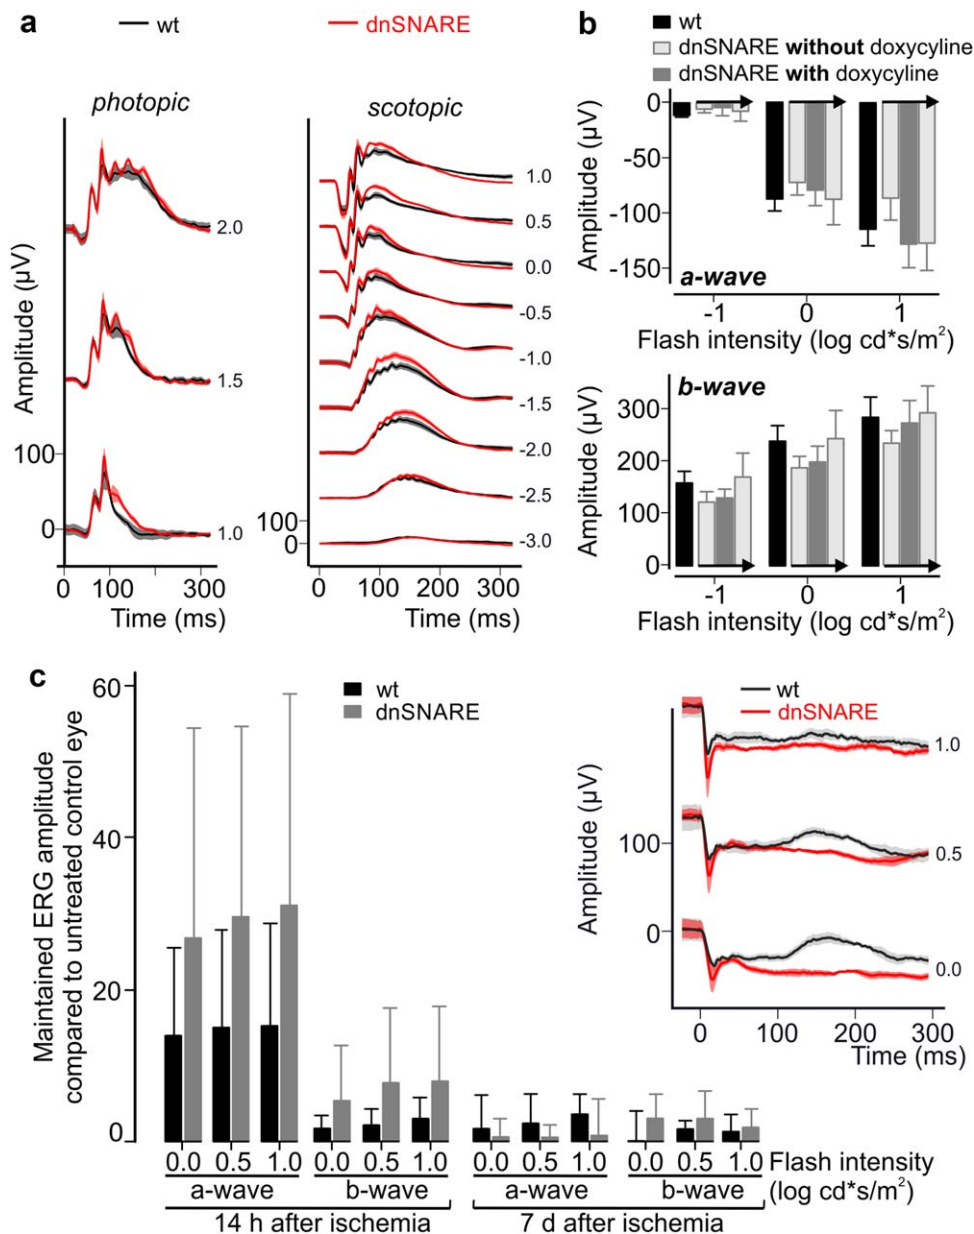 a
wt
dnSNARE
photopic
scotopic
Amplitude (µV)
2.0
1.5
1.0
100
0
0 100 200 300
Time (ms)
1.0
0.5
0.0
-0.5
-1.0
-1.5
-2.0
-2.5
-3.0
100
0
0 100 200 300
Time (ms)
b
wt
dnSNARE without doxycyline
dnSNARE with doxycyline
Amplitude (µV)
0
-50
-100
-150
a-wave
-1 0 1
Flash intensity (log cd*s/m²)
b-wave
Amplitude (µV)
300
200
100
0
-1 0 1
Flash intensity (log cd*s/m²)
c
wt
dnSNARE
Maintained ERG amplitude
compared to untreated control eye
60
40
20
0
0.0 0.5 1.0 0.0 0.5 1.0 0.0 0.5 1.0 0.0 0.5 1.0
Flash intensity
(log cd*s/m²)
a-wave b-wave a-wave b-wave
14 h after ischemia 7 d after ischemia
wt
dnSNARE
Amplitude (µV)
100
0
1.0
0.5
0.0
0 100 200 300
Time (ms)